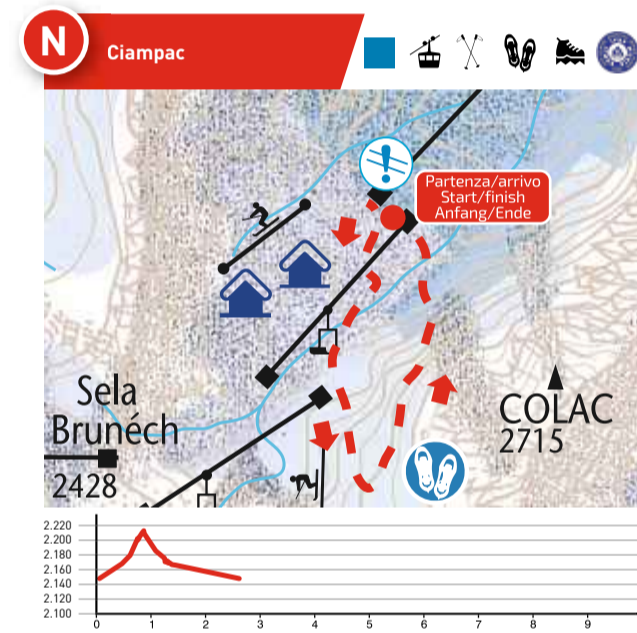 N
Ciampac
Partenza/arrivo
Start/finish
Anfang/Ende
Sela
Brunéch
2428
COLAC
2715
2.220
2.200
2.180
2.160
2.140
2.120
2.100
0 1 2 3 4 5 6 7 8 9